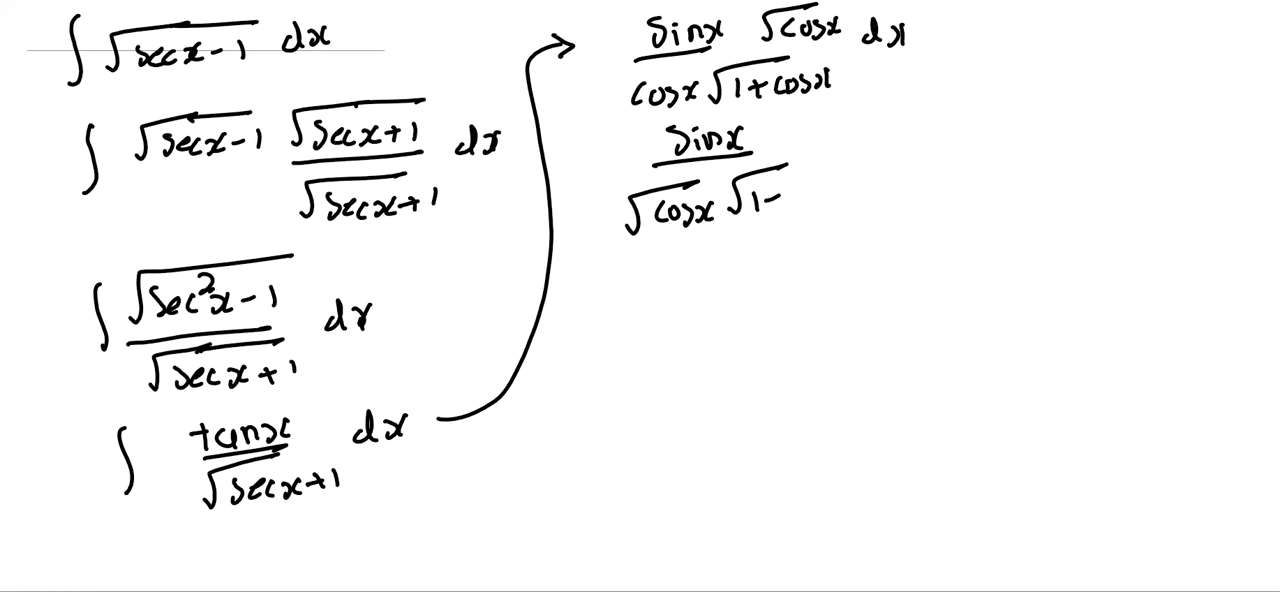 ∫ √(secx-1) dx
∫ √(secx-1) √(secx+1)/√(secx+1) dx
∫ √(sec²x-1)/√(secx+1) dx
∫ tanx/√(secx+1) dx
sinx √cosx/cosx√(1+cosx) dx
sinx/√cosx √1-